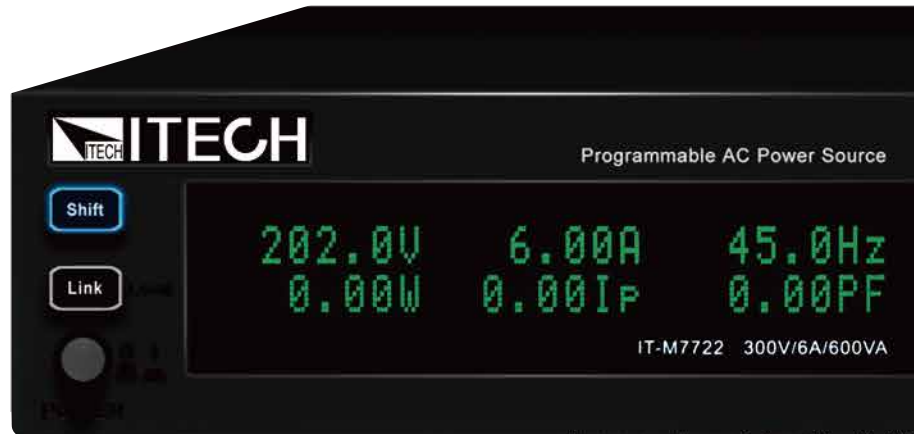 ITECH ITECH
Programmable AC Power Source
Shift
202.0V 6.00A 45.0Hz
Link
0.00W 0.00Ip 0.00PF
IT-M7722 300V/6A/600VA